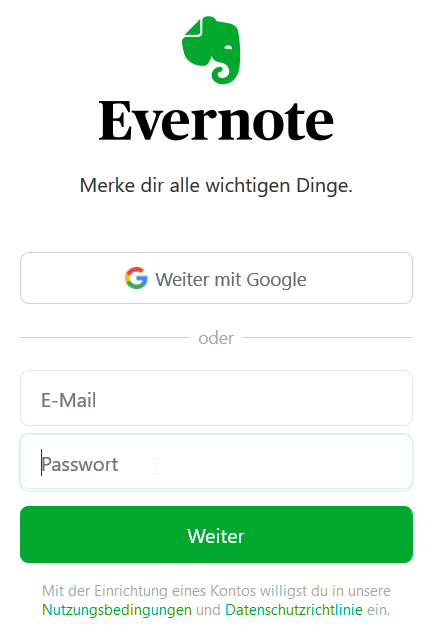 Evernote
Merke dir alle wichtigen Dinge.
Weiter mit Google
oder
E-Mail
Passwort
Weiter
Mit der Einrichtung eines Kontos willigst du in unsere
Nutzungsbedingungen und Datenschutzrichtlinie ein.